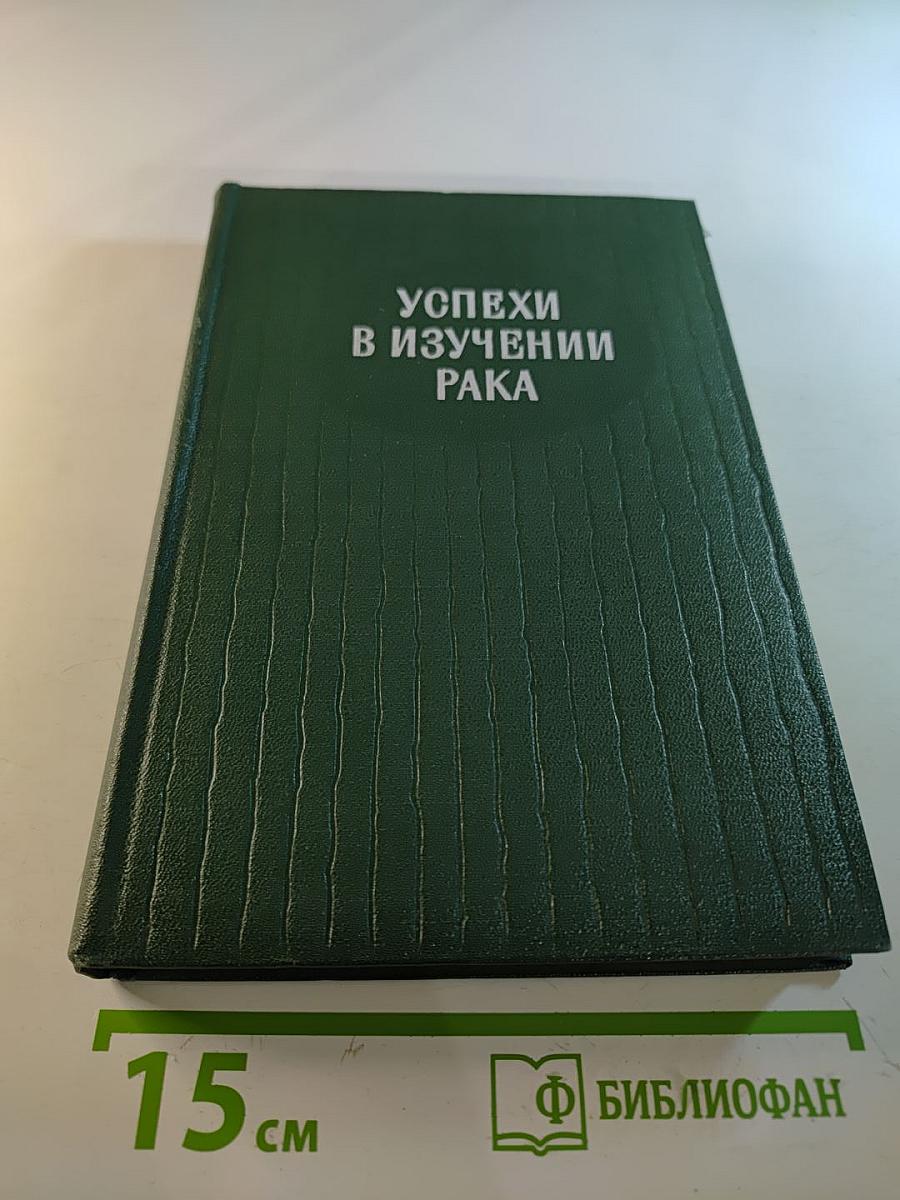 УСПЕХИ
В ИЗУЧЕНИИ
РАКА
15 см
Ф БИБЛИОФАН